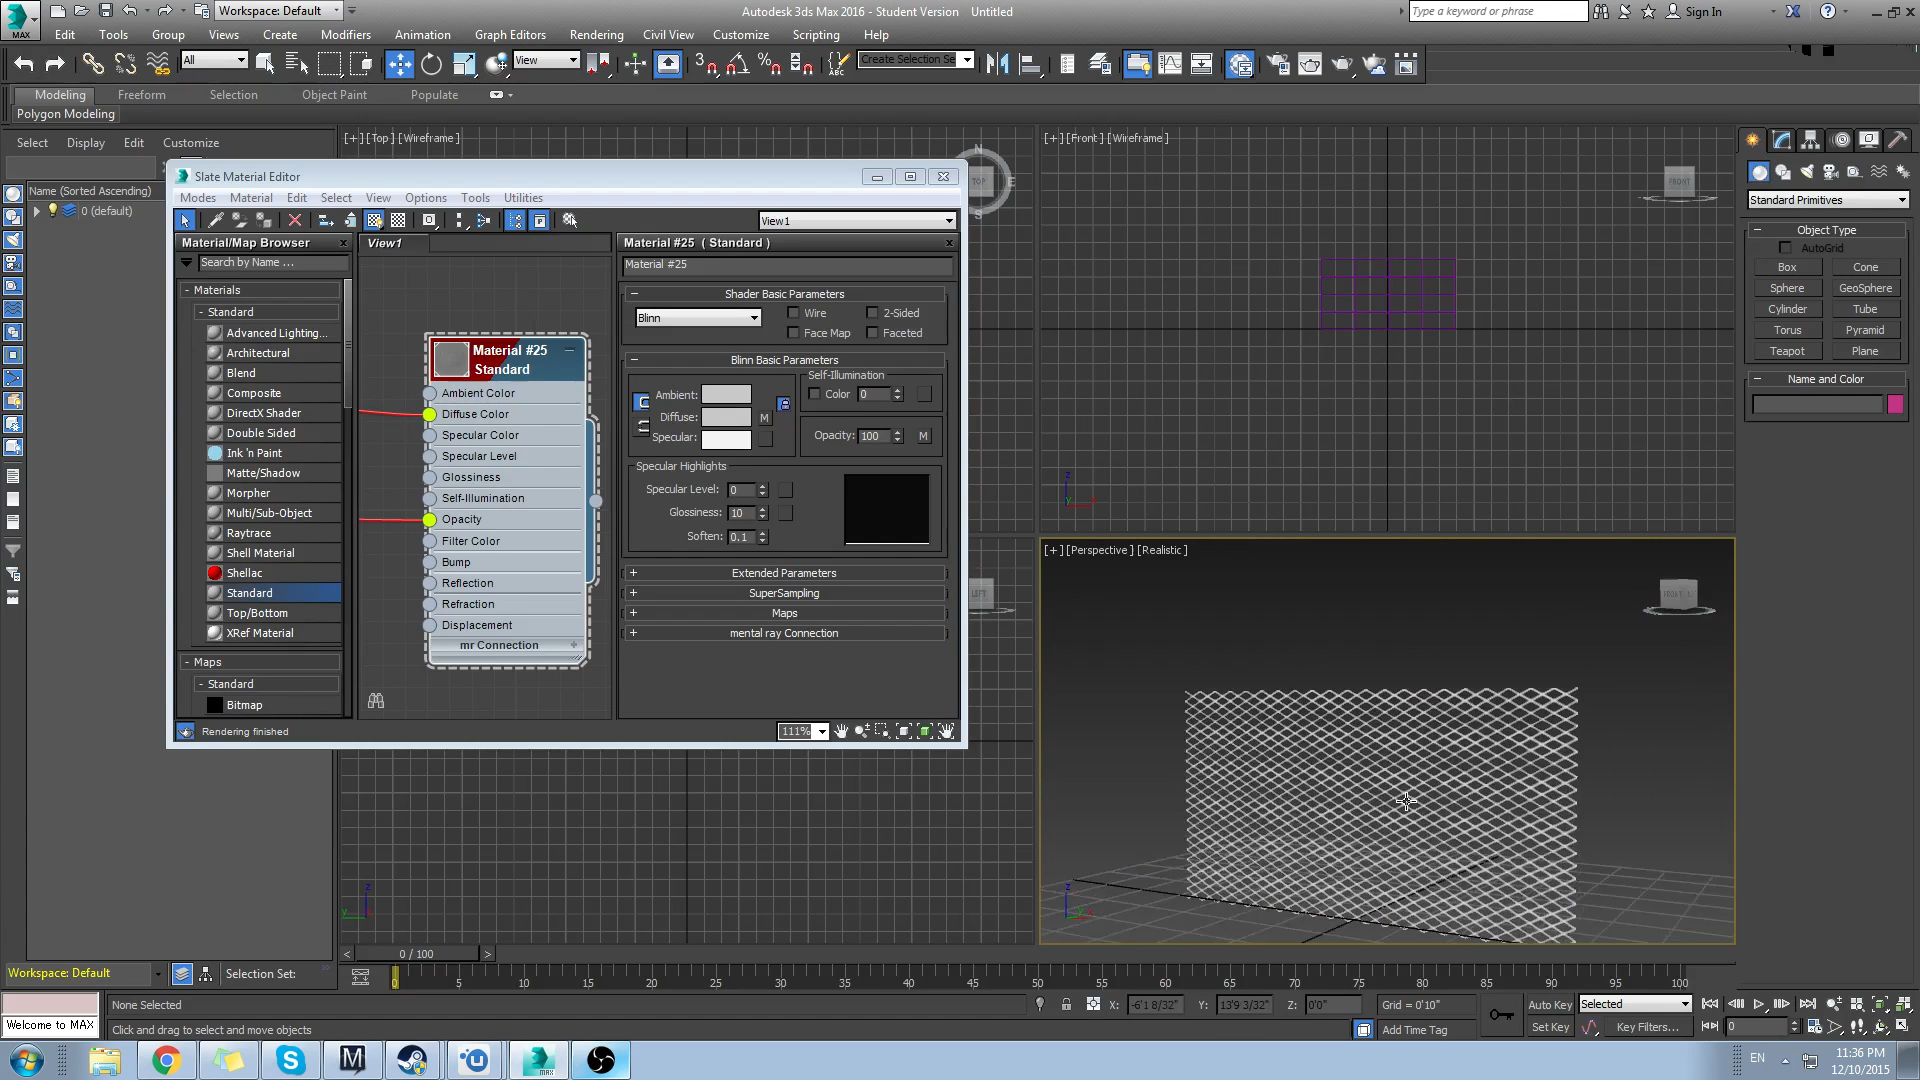 Workspace: Default
Autodesk 3ds Max 2016 - Student Version   Untitled
Type a keyword or phrase
Sign In
MAX
Edit Tools Group Views Create Modifiers Animation Graph Editors Rendering Civil View Customize Scripting Help
All
View
Create Selection Se
Modeling Freeform Selection Object Paint Populate
Polygon Modeling
Select Display Edit Customize
Name (Sorted Ascending)
0 (default)
[+] [Top] [Wireframe]
[+] [Front] [Wireframe]
TOP
N
E
S
FRONT
Slate Material Editor
Modes Material Edit Select View Options Tools Utilities
View1
Material/Map Browser
Search by Name ...
- Materials
- Standard
Advanced Lighting...
Architectural
Blend
Composite
DirectX Shader
Double Sided
Ink 'n Paint
Matte/Shadow
Morpher
Multi/Sub-Object
Raytrace
Shell Material
Shellac
Standard
Top/Bottom
XRef Material
- Maps
- Standard
Bitmap
Rendering finished
View1
Material #25
Standard
Ambient Color
Diffuse Color
Specular Color
Specular Level
Glossiness
Self-Illumination
Opacity
Filter Color
Bump
Reflection
Refraction
Displacement
mr Connection +
Material #25 ( Standard )
Material #25
- Shader Basic Parameters
Blinn
Wire
2-Sided
Face Map
Faceted
- Blinn Basic Parameters
Self-Illumination
Ambient:
Color 0
Diffuse: M
Specular:
Opacity: 100 M
Specular Highlights
Specular Level: 0
Glossiness: 10
Soften: 0.1
+ Extended Parameters
+ SuperSampling
+ Maps
+ mental ray Connection
111%
LEFT
[+] [Perspective] [Realistic]
z
y
x
Standard Primitives
- Object Type
AutoGrid
Box Cone
Sphere GeoSphere
Cylinder Tube
Torus Pyramid
Teapot Plane
- Name and Color
< 0 / 100 >
Workspace: Default
Selection Set:
0 5 10 15 20 25 30 35 40 45 50 55 60 65 70 75 80 85 90 95 100
Welcome to MAX
None Selected
Click and drag to select and move objects
X: -6'1 8/32" Y: 13'9 3/32" Z: 0'0" Grid = 0'10"
Add Time Tag
Auto Key Selected
Set Key Key Filters...
0
EN
11:36 PM
12/10/2015